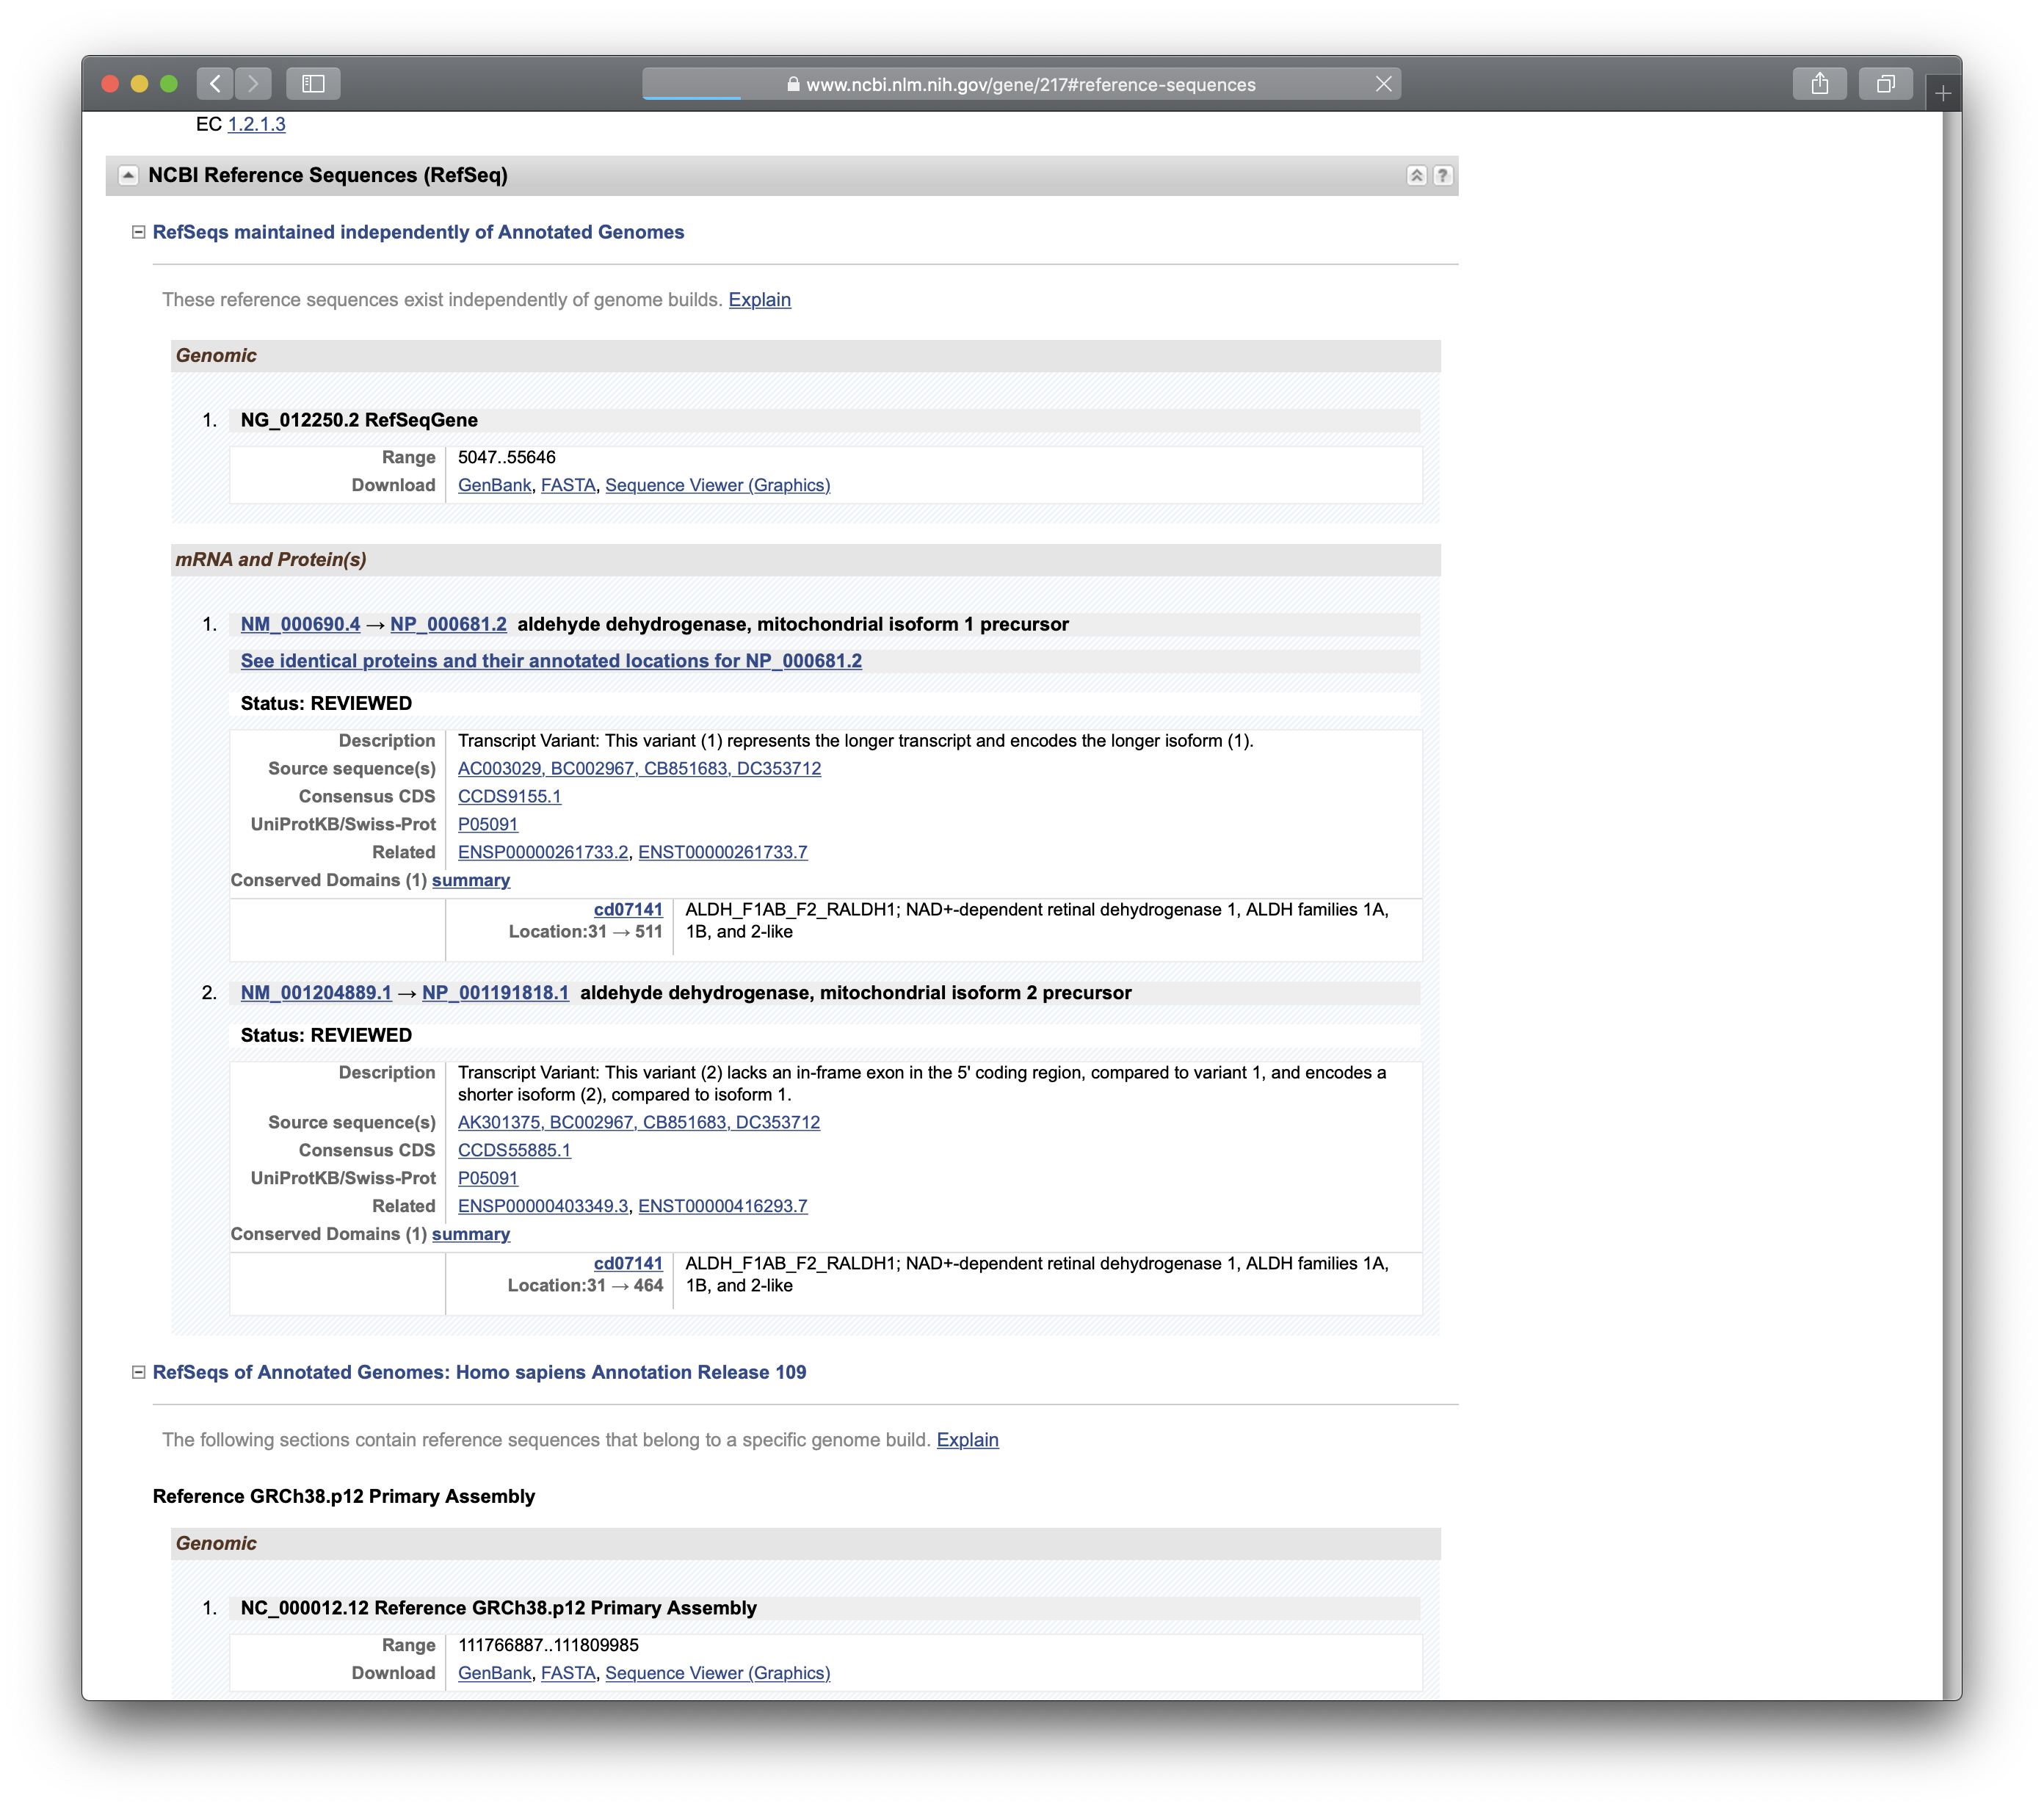 www.ncbi.nlm.nih.gov/gene/217#reference-sequences
EC 1.2.1.3
NCBI Reference Sequences (RefSeq)
?
RefSeqs maintained independently of Annotated Genomes
These reference sequences exist independently of genome builds. Explain
Genomic
1. NG_012250.2 RefSeqGene
Range 5047..55646
Download GenBank, FASTA, Sequence Viewer (Graphics)
mRNA and Protein(s)
1. NM_000690.4 → NP_000681.2 aldehyde dehydrogenase, mitochondrial isoform 1 precursor
See identical proteins and their annotated locations for NP_000681.2
Status: REVIEWED
Description Transcript Variant: This variant (1) represents the longer transcript and encodes the longer isoform (1).
Source sequence(s) AC003029, BC002967, CB851683, DC353712
Consensus CDS CCDS9155.1
UniProtKB/Swiss-Prot P05091
Related ENSP00000261733.2, ENST00000261733.7
Conserved Domains (1) summary
cd07141 ALDH_F1AB_F2_RALDH1; NAD+-dependent retinal dehydrogenase 1, ALDH families 1A,
Location:31 → 511 1B, and 2-like
2. NM_001204889.1 → NP_001191818.1 aldehyde dehydrogenase, mitochondrial isoform 2 precursor
Status: REVIEWED
Description Transcript Variant: This variant (2) lacks an in-frame exon in the 5' coding region, compared to variant 1, and encodes a
shorter isoform (2), compared to isoform 1.
Source sequence(s) AK301375, BC002967, CB851683, DC353712
Consensus CDS CCDS55885.1
UniProtKB/Swiss-Prot P05091
Related ENSP00000403349.3, ENST00000416293.7
Conserved Domains (1) summary
cd07141 ALDH_F1AB_F2_RALDH1; NAD+-dependent retinal dehydrogenase 1, ALDH families 1A,
Location:31 → 464 1B, and 2-like
RefSeqs of Annotated Genomes: Homo sapiens Annotation Release 109
The following sections contain reference sequences that belong to a specific genome build. Explain
Reference GRCh38.p12 Primary Assembly
Genomic
1. NC_000012.12 Reference GRCh38.p12 Primary Assembly
Range 111766887..111809985
Download GenBank, FASTA, Sequence Viewer (Graphics)